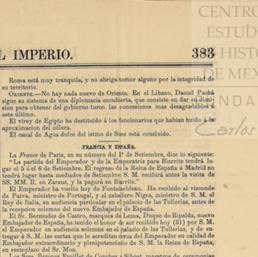 CENTRO
ESTUD
HISTO
DE MEX
NDA
Carlos
L IMPERIO. 383
Roma está muy tranquila, y no abriga temor alguno por la integridad de
su territorio.
ORIENTE.—No hay nada nuevo de Oriente. En el Líbano, Daoud Pachá
sigue su sistema de una diplomacia encubierta, que consiste en dar su dimi-
sion para obtener del gobierno turco las concesiones mas desagradables á
este último.
El virey de Egipto ha destituido á los funcionarios que habian huido á la
aproximacion del cólera.
El canal de Agua dulce del istmo de Suez está concluido.
FRANCIA Y ESPAÑA.
La France de Paris, en su número del 1º de Setiembre, dice lo siguiente:
"La partida del Emperador y de la Emperatriz para Biarritz tendrá lu-
gar el 5 ó el 6 de Setiembre. El regreso de la Reina de España á Madrid no
tendrá lugar hasta mediados de Setiembre S. M. recibirá antes la visita de
SS. MM. II. en Zarauz, y la pagará en Biarritz."
El Emperador ha vuelto hoy de Fontainebleau. Ha recibido al vizconde
de Paiva, ministro de Portugal, y al caballero Nigra, ministro de S. M. el
Rey de Italia, en audiencia particular en el palacio de las Tullerías, antes de
la recepcion solemne del nuevo Embajador de España.
El Sr. Bermudez de Castro, marqués de Lema, Duque de Ripalda, nuevo
Embajador de España, ha tenido el honor de ser recibido hoy (31) por S. M.
el Emperador en audiencia solemne en el palacio de las Tullerías, y de en-
tregar á S. M. las cartas que le acreditan cerca del Emperador en calidad de
Embajador extraordinario y plenipotenciario de S. M. la Reina de España,
en reemplazo del Sr. Mon.